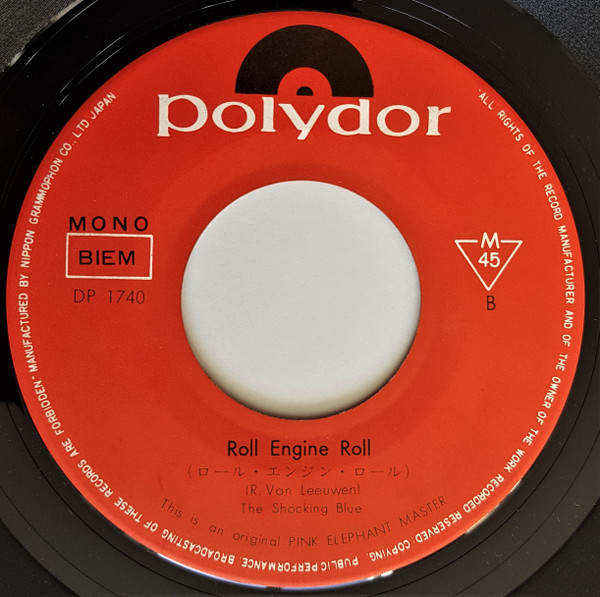 polydor
MONO
BIEM
DP 1740
M
45
B
Roll Engine Roll
(ロール・エンジン・ロール)
(R. Van Leeuwen)
The Shocking Blue
This is an original PINK ELEPHANT MASTER
ALL RIGHTS OF THE RECORD MANUFACTURER AND OF THE OWNER OF THE WORK RECORDED RESERVED. COPYING, PUBLIC PERFORMANCE, BROADCASTING OF THESE RECORDS ARE FORBIDDEN · MANUFACTURED BY NIPPON GRAMMOPHON CO., LTD JAPAN